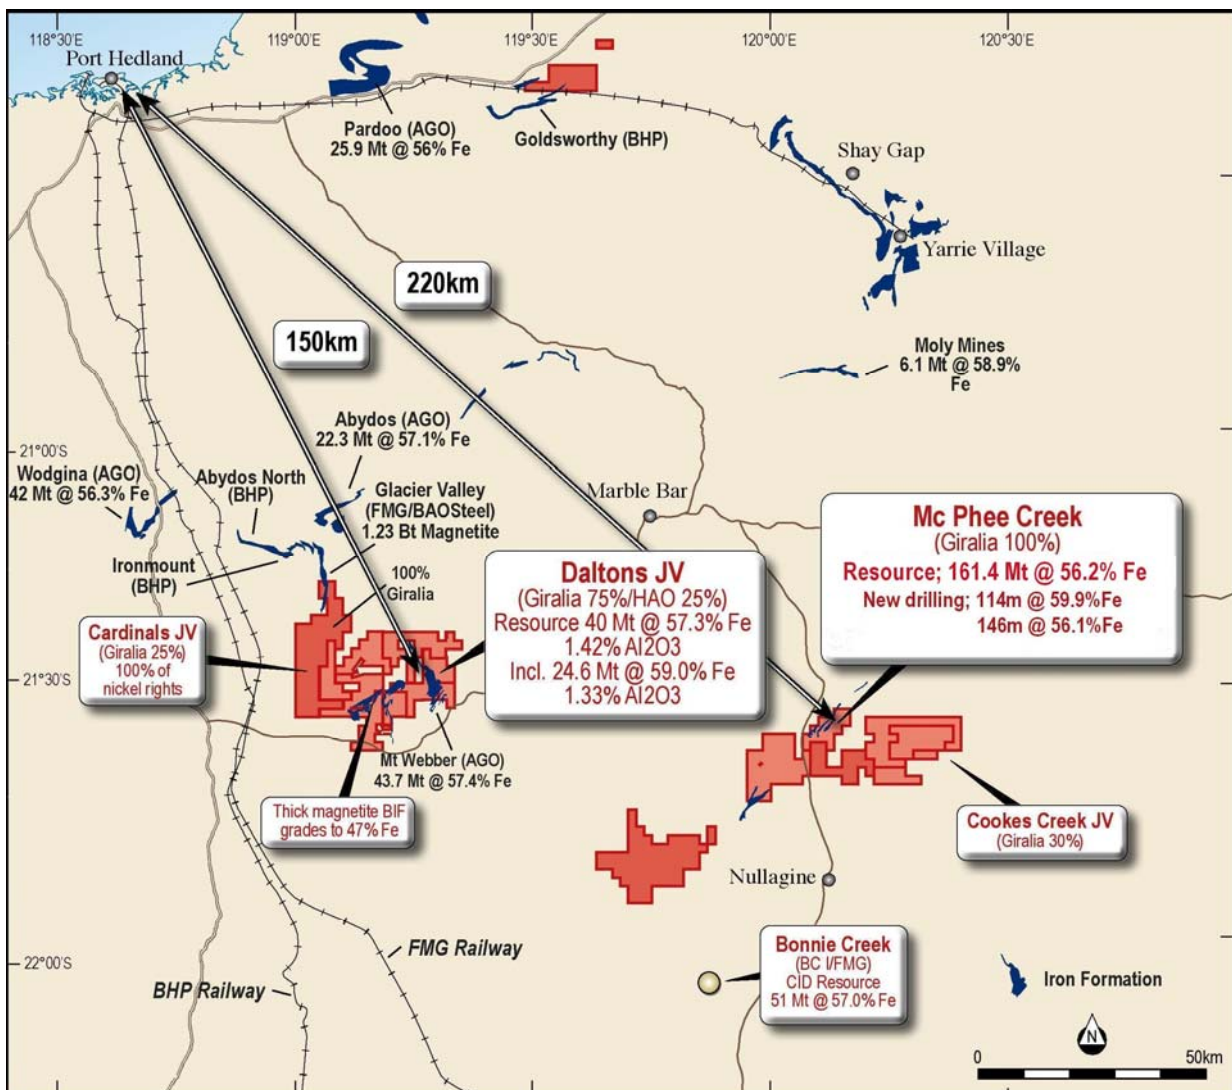 118°30'E
119°00'E
119°30'E
120°00'E
120°30'E
Port Hedland
Pardoo (AGO)
25.9 Mt @ 56% Fe
Goldsworthy (BHP)
Shay Gap
Yarrie Village
220km
150km
Moly Mines
6.1 Mt @ 58.9%
Fe
Abydos (AGO)
22.3 Mt @ 57.1% Fe
21°00'S
Wodgina (AGO)
42 Mt @ 56.3% Fe
Abydos North
(BHP)
Glacier Valley
(FMG/BAOSteel)
1.23 Bt Magnetite
Marble Bar
Ironmount
(BHP)
100%
Giralia
Mc Phee Creek
(Giralia 100%)
Resource; 161.4 Mt @ 56.2% Fe
New drilling; 114m @ 59.9%Fe
146m @ 56.1%Fe
Daltons JV
(Giralia 75%/HAO 25%)
Resource 40 Mt @ 57.3% Fe
1.42% Al2O3
Incl. 24.6 Mt @ 59.0% Fe
1.33% Al2O3
Cardinals JV
(Giralia 25%)
100% of
nickel rights
21°30'S
Mt Webber (AGO)
43.7 Mt @ 57.4% Fe
Thick magnetite BIF
grades to 47% Fe
Cookes Creek JV
(Giralia 30%)
Nullagine
FMG Railway
BHP Railway
22°00'S
Bonnie Creek
(BC I/FMG)
CID Resource
51 Mt @ 57.0% Fe
Iron Formation
N
0
50km